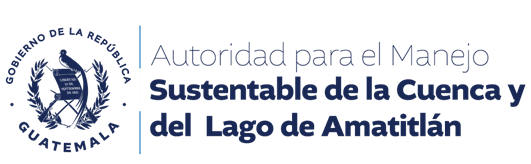 GOBIERNO DE LA REPÚBLICA
GUATEMALA
Autoridad para el Manejo
Sustentable de la Cuenca y
del Lago de Amatitlán